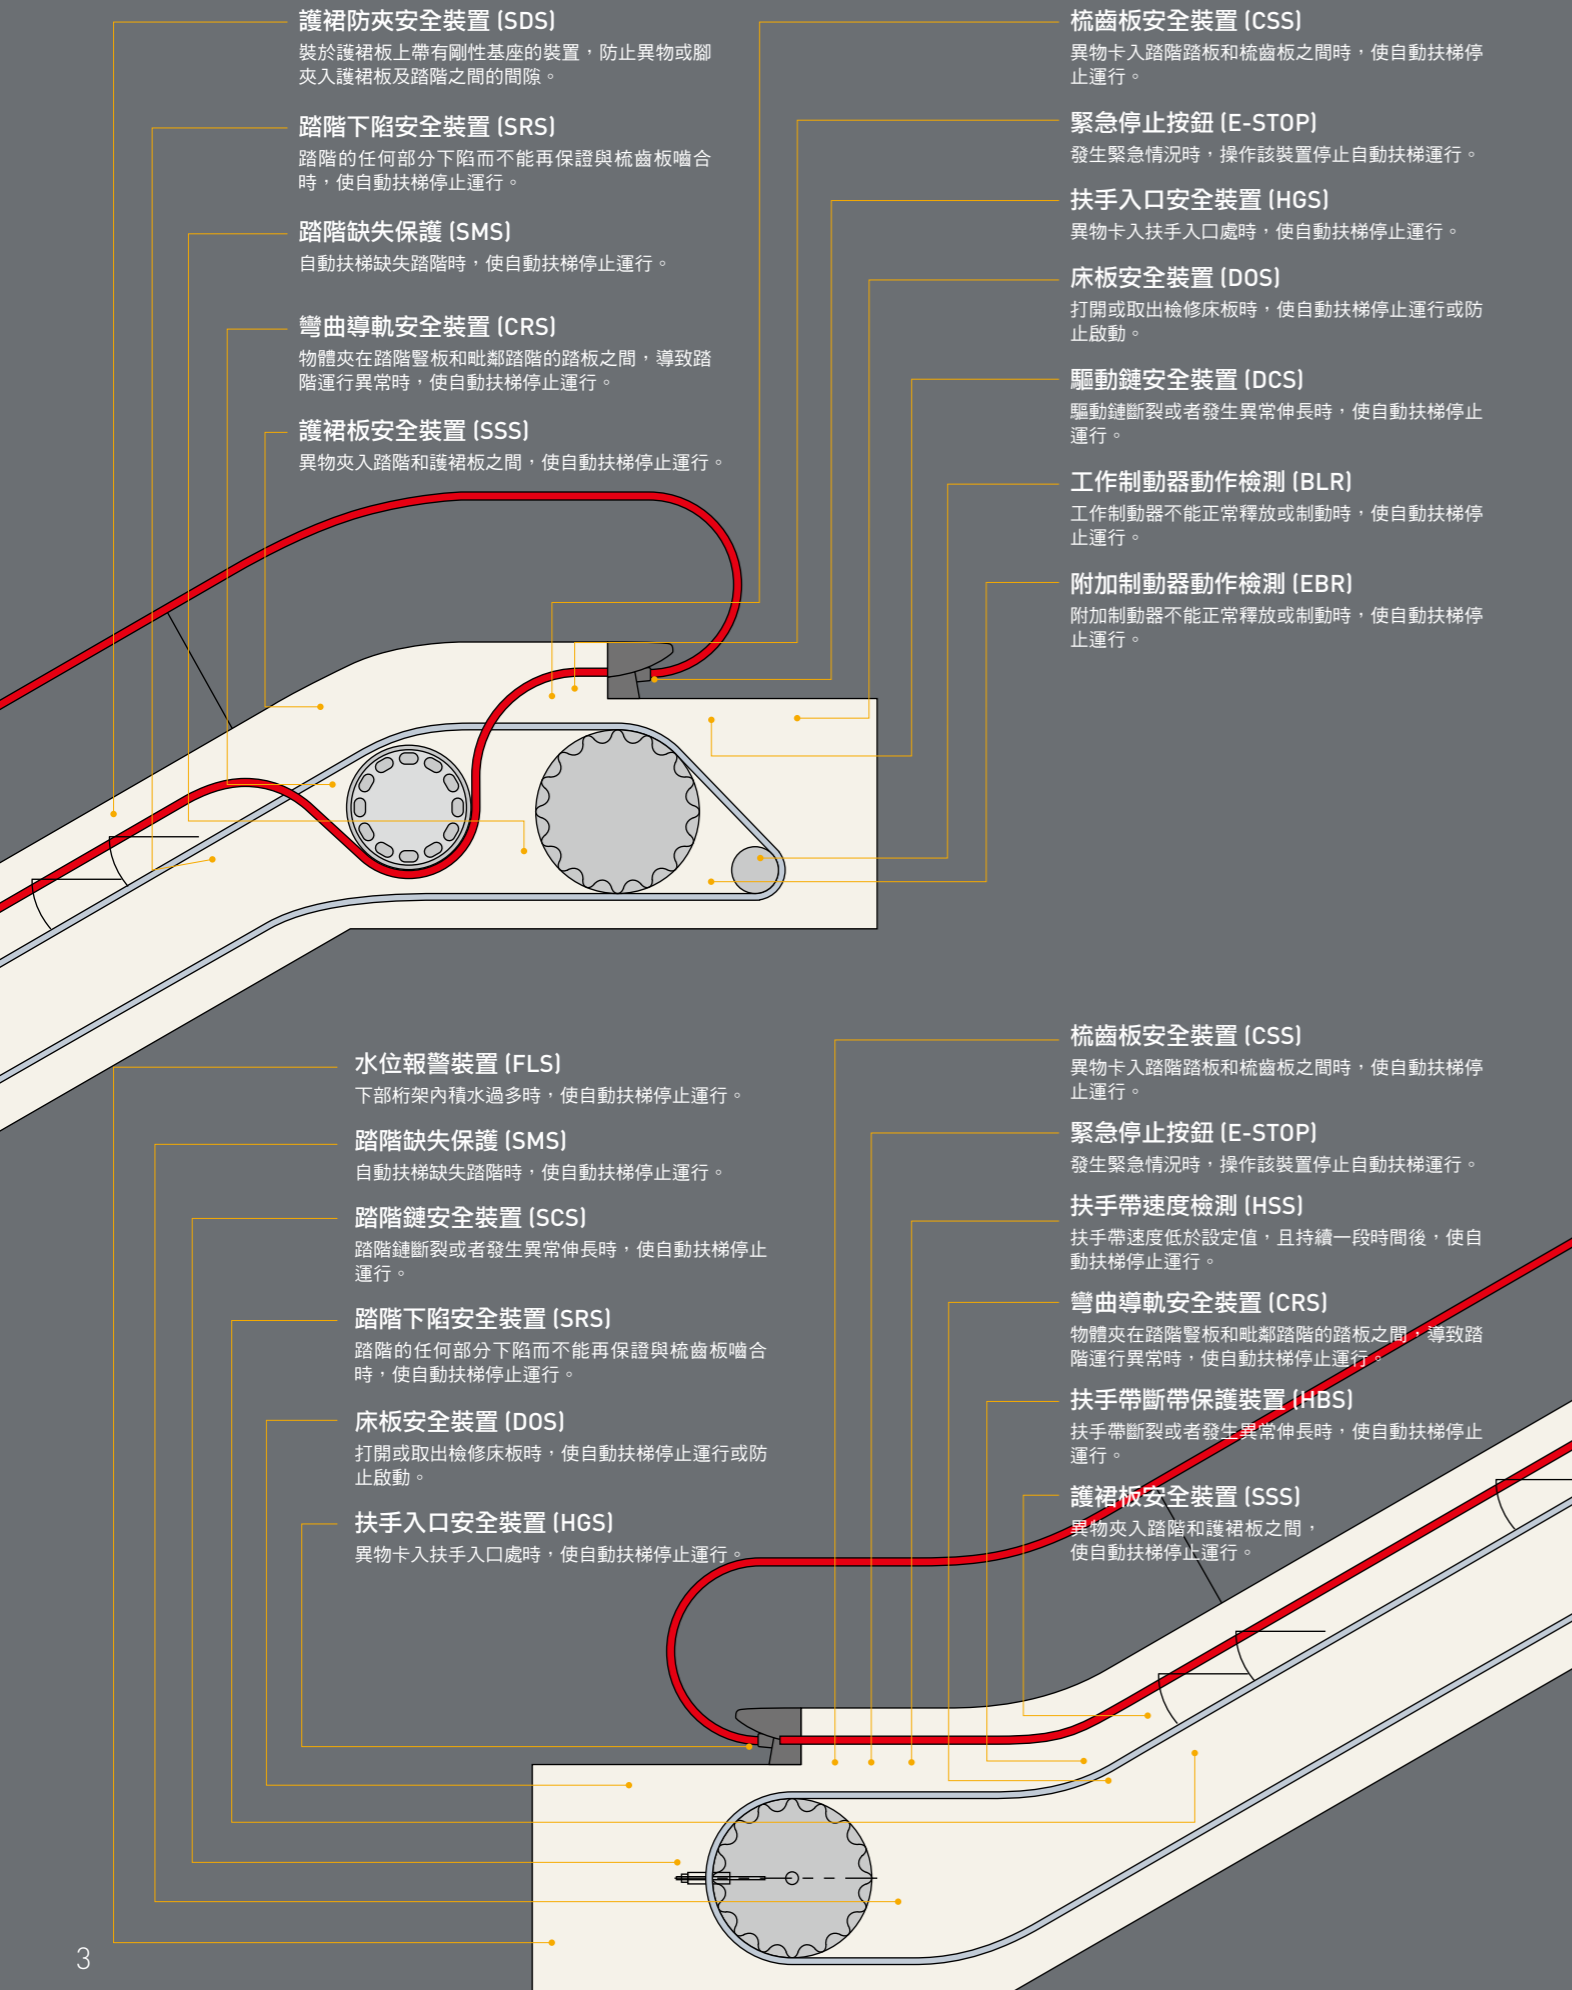 護裙防夾安全裝置 (SDS)
裝於護裙板上帶有剛性基座的裝置，防止異物或腳
夾入護裙板及踏階之間的間隙。
踏階下陷安全裝置 (SRS)
踏階的任何部分下陷而不能再保證與梳齒板嚙合
時，使自動扶梯停止運行。
踏階缺失保護 (SMS)
自動扶梯缺失踏階時，使自動扶梯停止運行。
彎曲導軌安全裝置 (CRS)
物體夾在踏階豎板和毗鄰踏階的踏板之間，導致踏
階運行異常時，使自動扶梯停止運行。
護裙板安全裝置 (SSS)
異物夾入踏階和護裙板之間，使自動扶梯停止運行。
梳齒板安全裝置 (CSS)
異物卡入踏階踏板和梳齒板之間時，使自動扶梯停
止運行。
緊急停止按鈕 (E-STOP)
發生緊急情況時，操作該裝置停止自動扶梯運行。
扶手入口安全裝置 (HGS)
異物卡入扶手入口處時，使自動扶梯停止運行。
床板安全裝置 (DOS)
打開或取出檢修床板時，使自動扶梯停止運行或防
止啟動。
驅動鏈安全裝置 (DCS)
驅動鏈斷裂或者發生異常伸長時，使自動扶梯停止
運行。
工作制動器動作檢測 (BLR)
工作制動器不能正常釋放或制動時，使自動扶梯停
止運行。
附加制動器動作檢測 (EBR)
附加制動器不能正常釋放或制動時，使自動扶梯停
止運行。
水位報警裝置 (FLS)
下部桁架內積水過多時，使自動扶梯停止運行。
踏階缺失保護 (SMS)
自動扶梯缺失踏階時，使自動扶梯停止運行。
踏階鏈安全裝置 (SCS)
踏階鏈斷裂或者發生異常伸長時，使自動扶梯停止
運行。
踏階下陷安全裝置 (SRS)
踏階的任何部分下陷而不能再保證與梳齒板嚙合
時，使自動扶梯停止運行。
床板安全裝置 (DOS)
打開或取出檢修床板時，使自動扶梯停止運行或防
止啟動。
扶手入口安全裝置 (HGS)
異物卡入扶手入口處時，使自動扶梯停止運行。
梳齒板安全裝置 (CSS)
異物卡入踏階踏板和梳齒板之間時，使自動扶梯停
止運行。
緊急停止按鈕 (E-STOP)
發生緊急情況時，操作該裝置停止自動扶梯運行。
扶手帶速度檢測 (HSS)
扶手帶速度低於設定值，且持續一段時間後，使自
動扶梯停止運行。
彎曲導軌安全裝置 (CRS)
物體夾在踏階豎板和毗鄰踏階的踏板之間，導致踏
階運行異常時，使自動扶梯停止運行。
扶手帶斷帶保護裝置 (HBS)
扶手帶斷裂或者發生異常伸長時，使自動扶梯停止
運行。
護裙板安全裝置 (SSS)
異物夾入踏階和護裙板之間，
使自動扶梯停止運行。
3